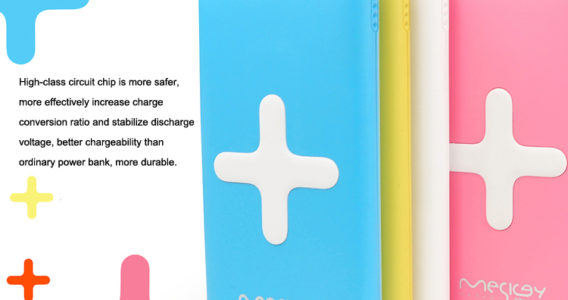 High-class circuit chip is more safer,
more effectively increase charge
conversion ratio and stabilize discharge
voltage, better chargeability than
ordinary power bank, more durable.